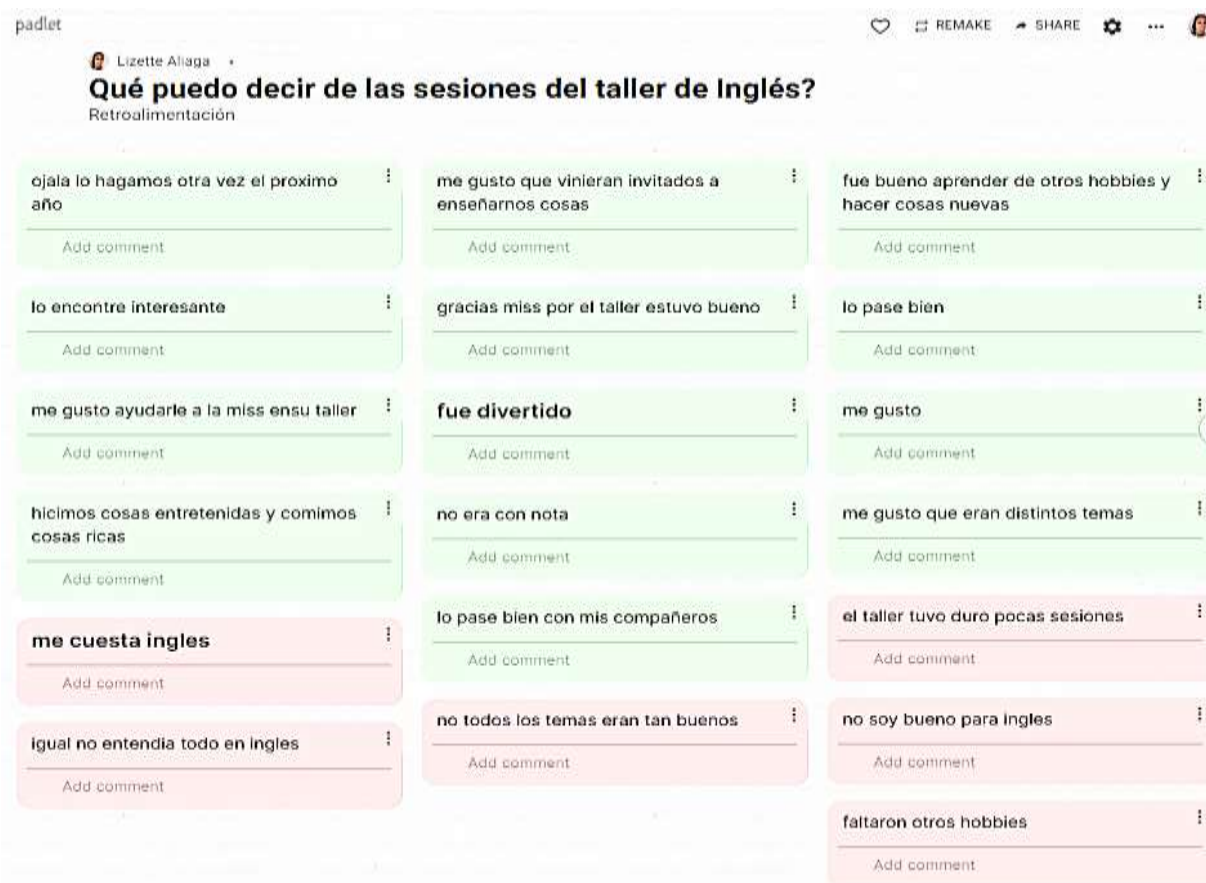 padlet
REMAKE
SHARE
Lizette Aliaga
Qué puedo decir de las sesiones del taller de Inglés?
Retroalimentación
ojala lo hagamos otra vez el proximo
año
Add comment
lo encontre interesante
Add comment
me gusto ayudarle a la miss ensu taller
Add comment
hicimos cosas entretenidas y comimos
cosas ricas
Add comment
me cuesta ingles
Add comment
igual no entendia todo en ingles
Add comment
me gusto que vinieran invitados a
enseñarnos cosas
Add comment
gracias miss por el taller estuvo bueno
Add comment
fue divertido
Add comment
no era con nota
Add comment
lo pase bien con mis compañeros
Add comment
no todos los temas eran tan buenos
Add comment
fue bueno aprender de otros hobbies y
hacer cosas nuevas
Add comment
lo pase bien
Add comment
me gusto
Add comment
me gusto que eran distintos temas
Add comment
el taller tuvo duro pocas sesiones
Add comment
no soy bueno para ingles
Add comment
faltaron otros hobbies
Add comment